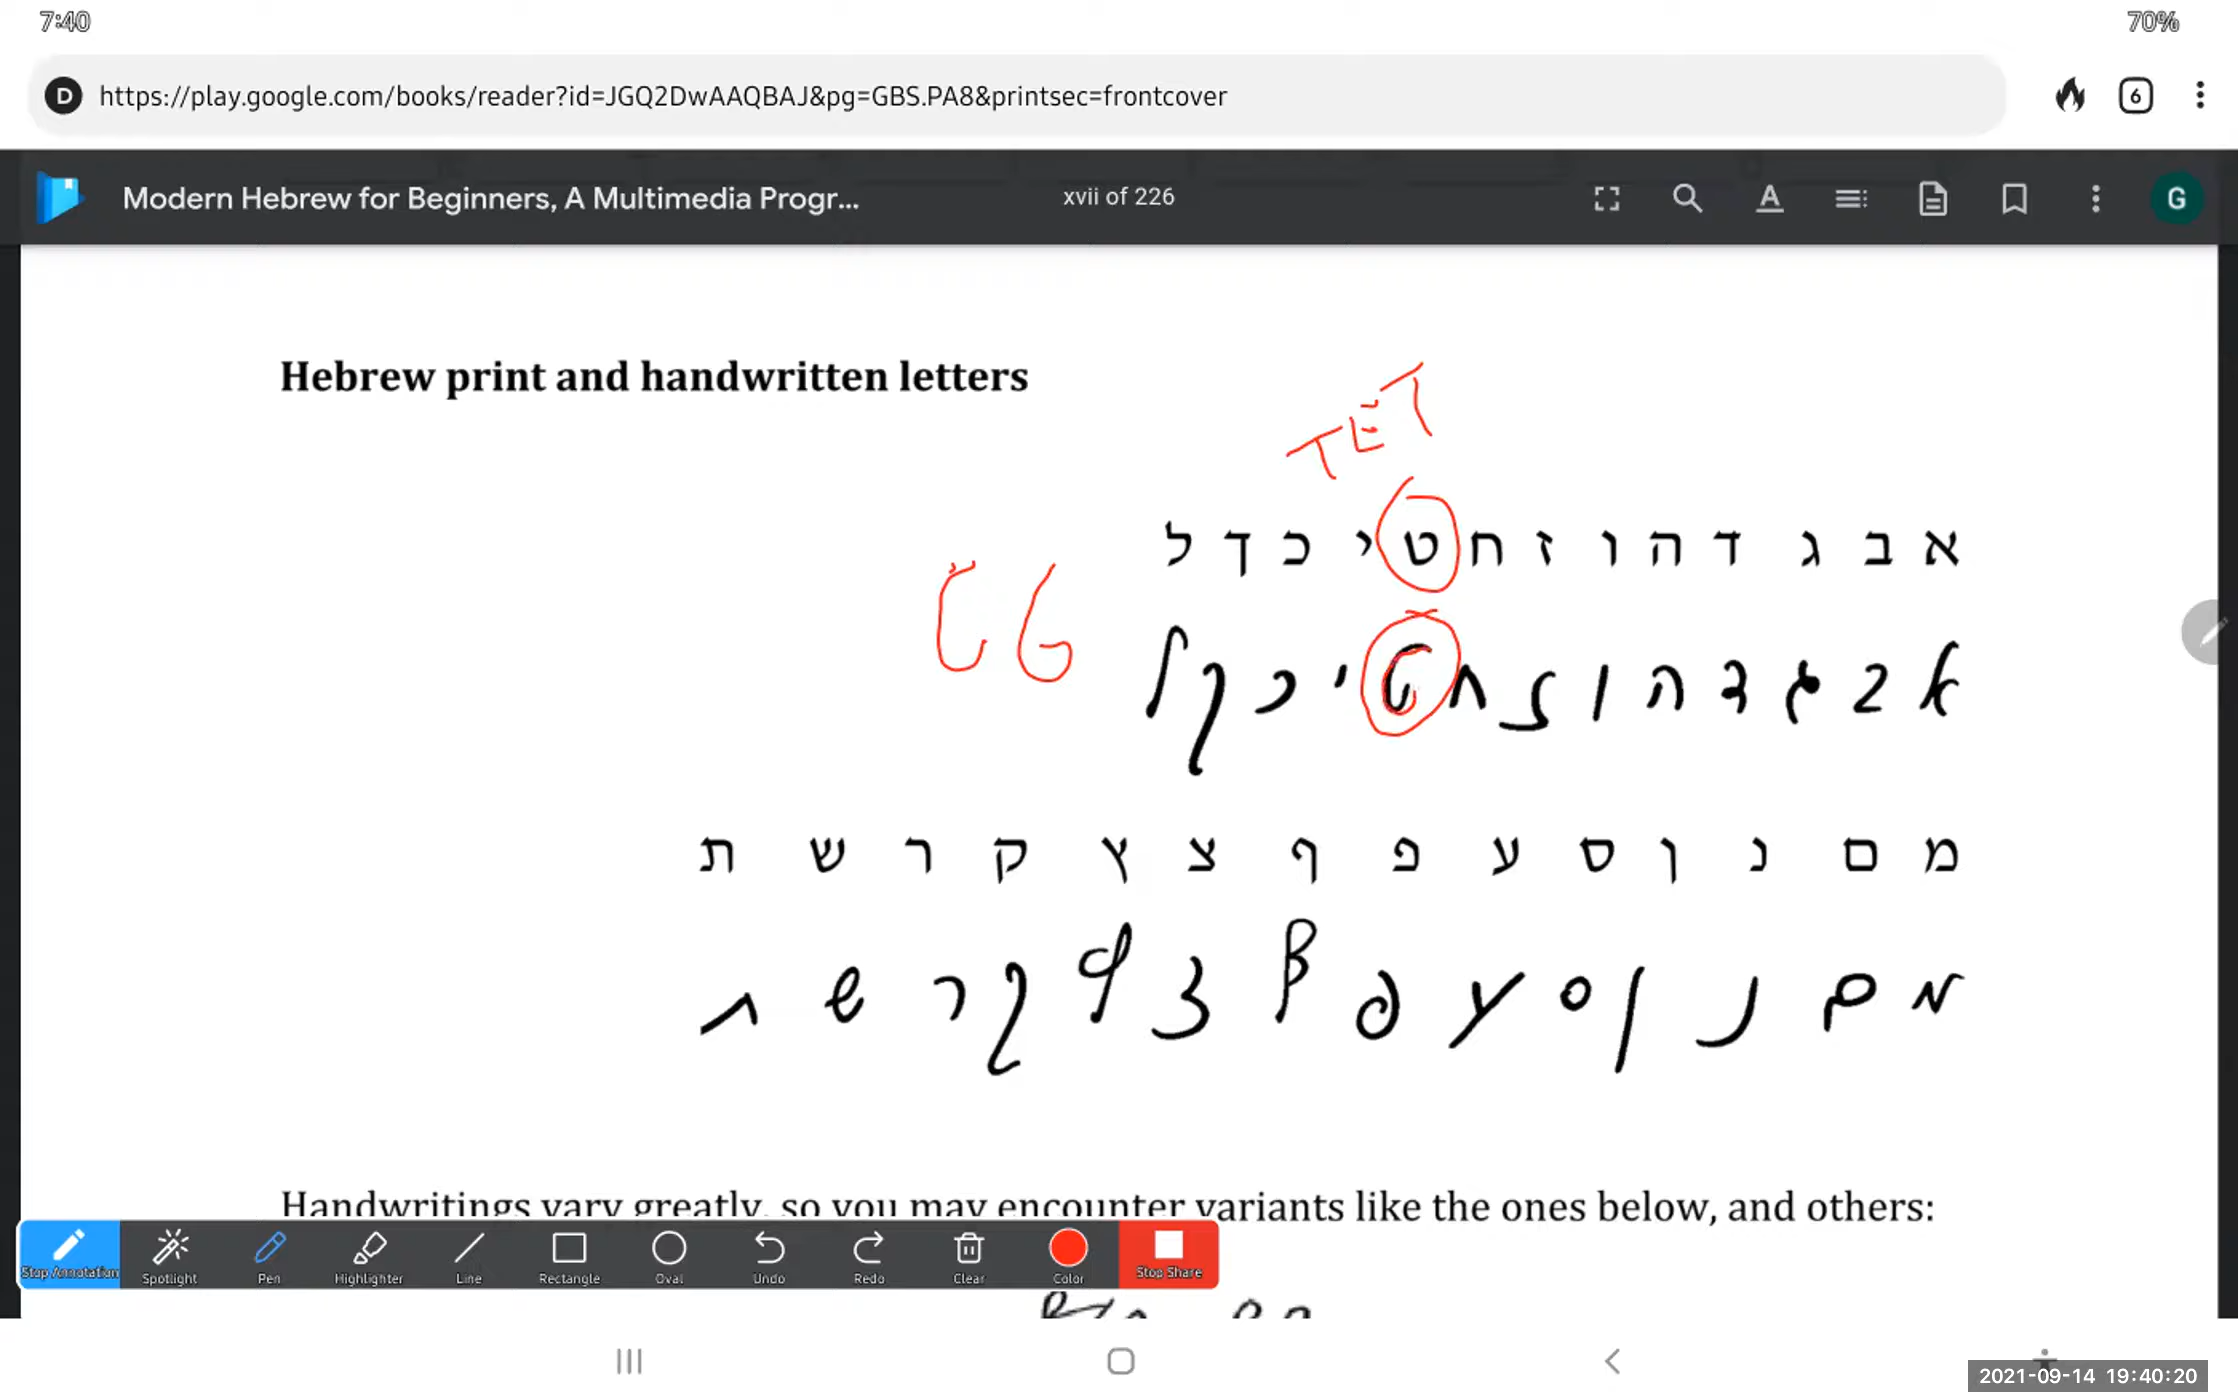 7:40
70%
D
https://play.google.com/books/reader?id=JGQ2DwAAQBAJ&pg=GBS.PA8&printsec=frontcover
6
Modern Hebrew for Beginners, A Multimedia Progr...
xvii of 226
A
G
Hebrew print and handwritten letters
TET
א ב ג ד ה ו ז ח ט י כ ך ל
א ב ג ד ה ו ז ח ט י כ ך ל
מ ם נ ן ס ע פ ף צ ץ ק ר ש ת
מ ם נ ן ס ע פ ף צ ץ ק ר ש ת
Handwritings vary greatly, so you may encounter variants like the ones below, and others:
Stop Annotation
Spotlight
Pen
Highlighter
Line
Rectangle
Oval
Undo
Redo
Clear
Color
Stop Share
2021-09-14 19:40:20